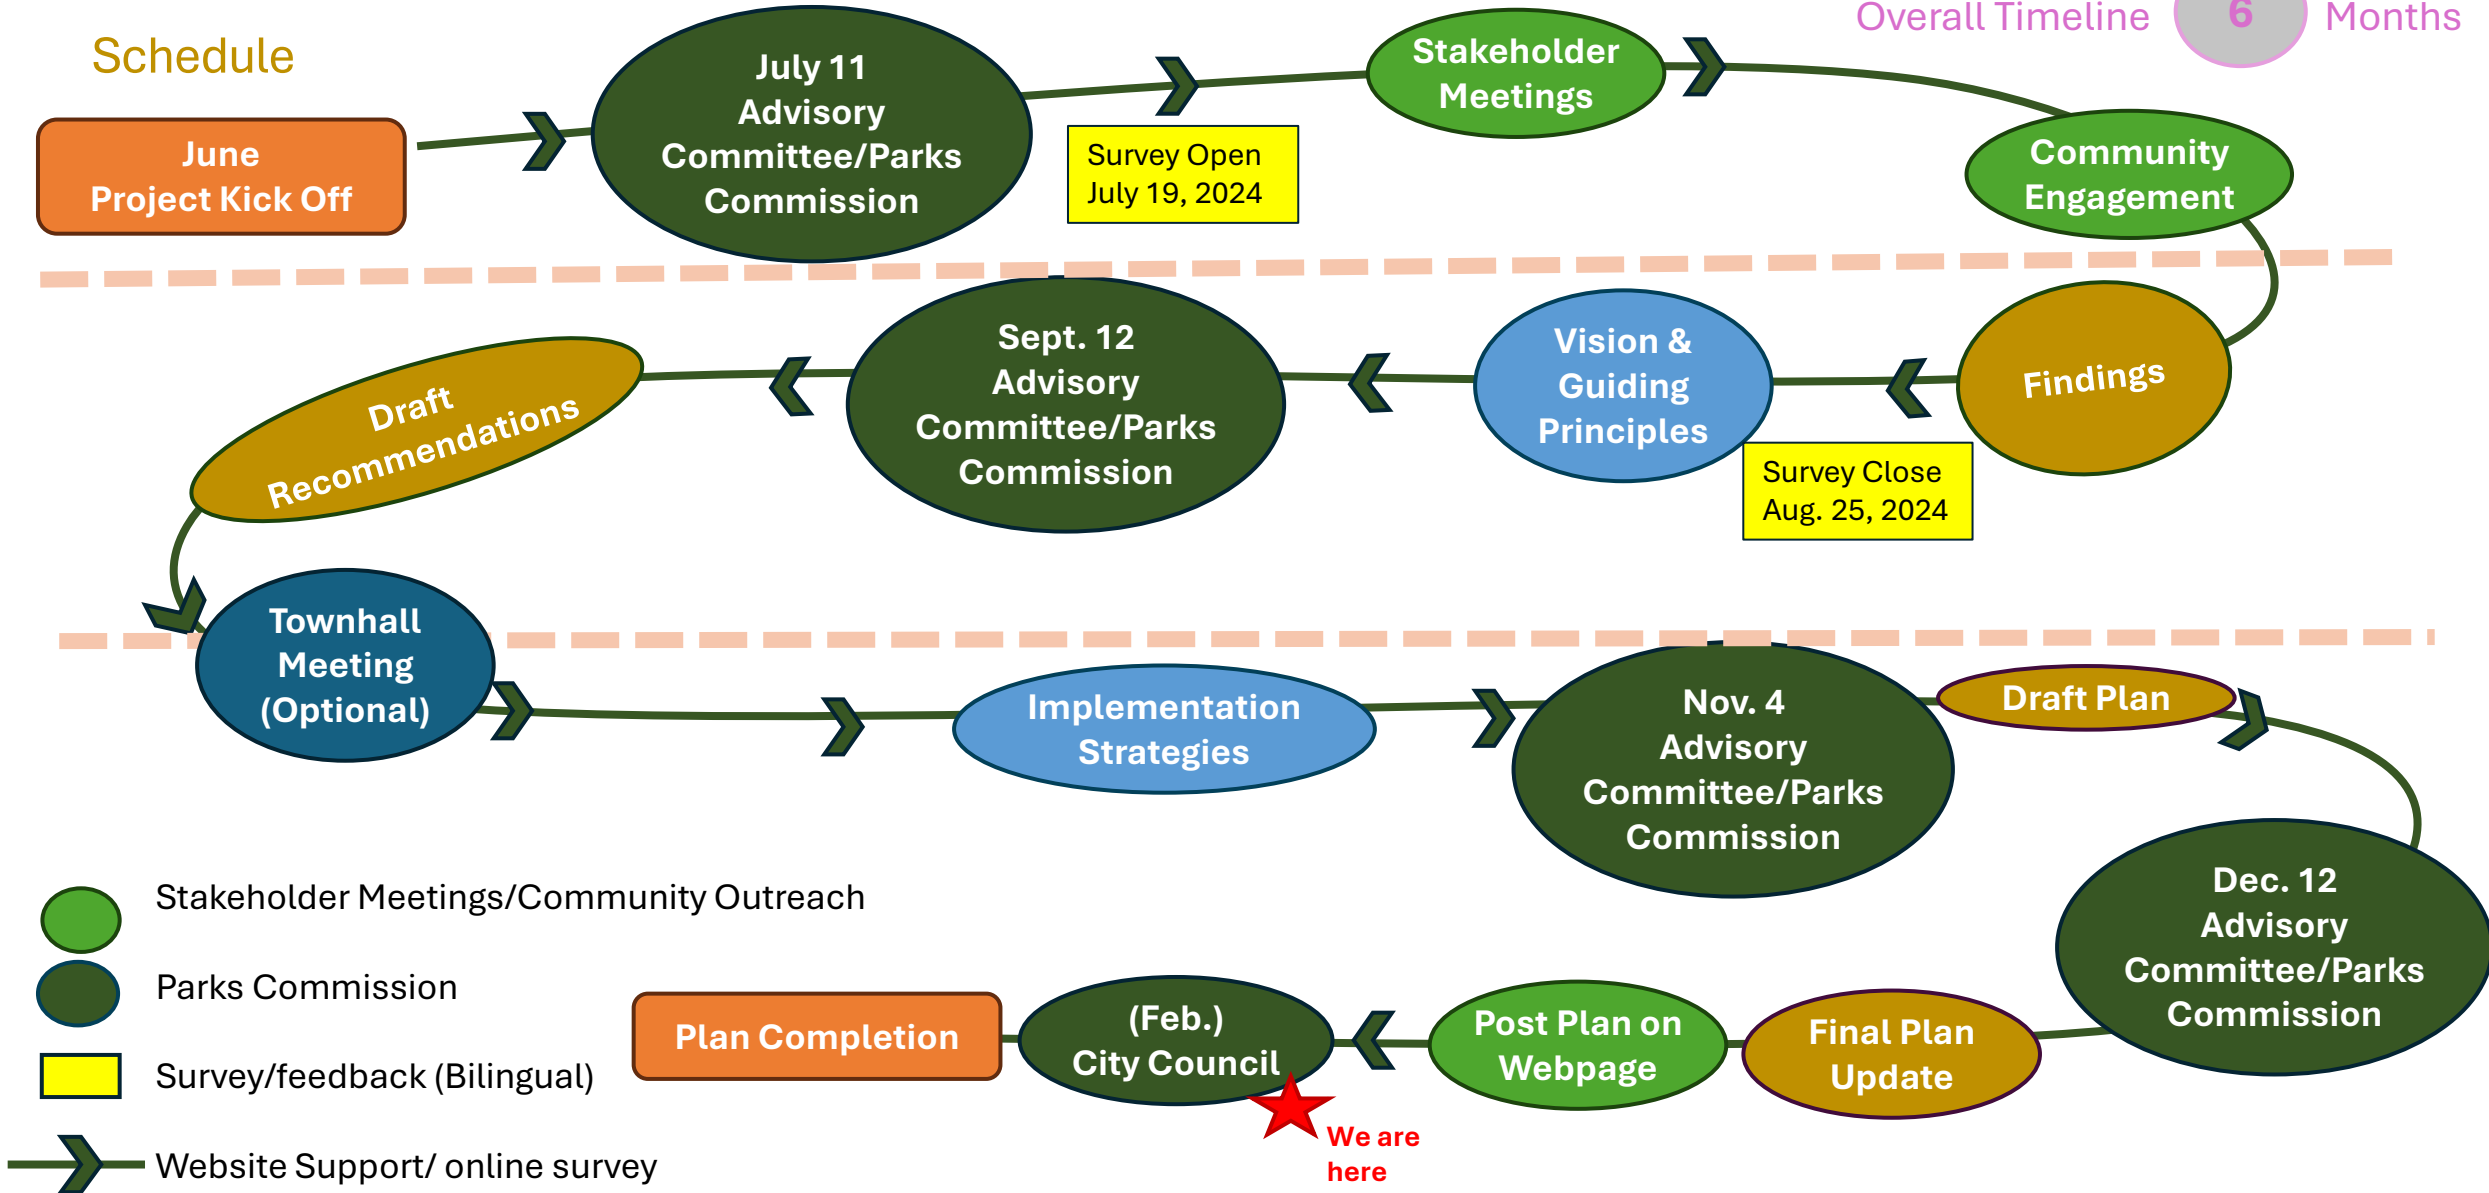 Schedule
Overall Timeline 6 Months
June
Project Kick Off
July 11
Advisory
Committee/Parks
Commission
Survey Open
July 19, 2024
Stakeholder
Meetings
Community
Engagement
Findings
Survey Close
Aug. 25, 2024
Vision &
Guiding
Principles
Sept. 12
Advisory
Committee/Parks
Commission
Draft
Recommendations
Townhall
Meeting
(Optional)
Implementation
Strategies
Nov. 4
Advisory
Committee/Parks
Commission
Draft Plan
Dec. 12
Advisory
Committee/Parks
Commission
Final Plan
Update
Post Plan on
Webpage
(Feb.)
City Council
We are
here
Plan Completion
Stakeholder Meetings/Community Outreach
Parks Commission
Survey/feedback (Bilingual)
Website Support/ online survey